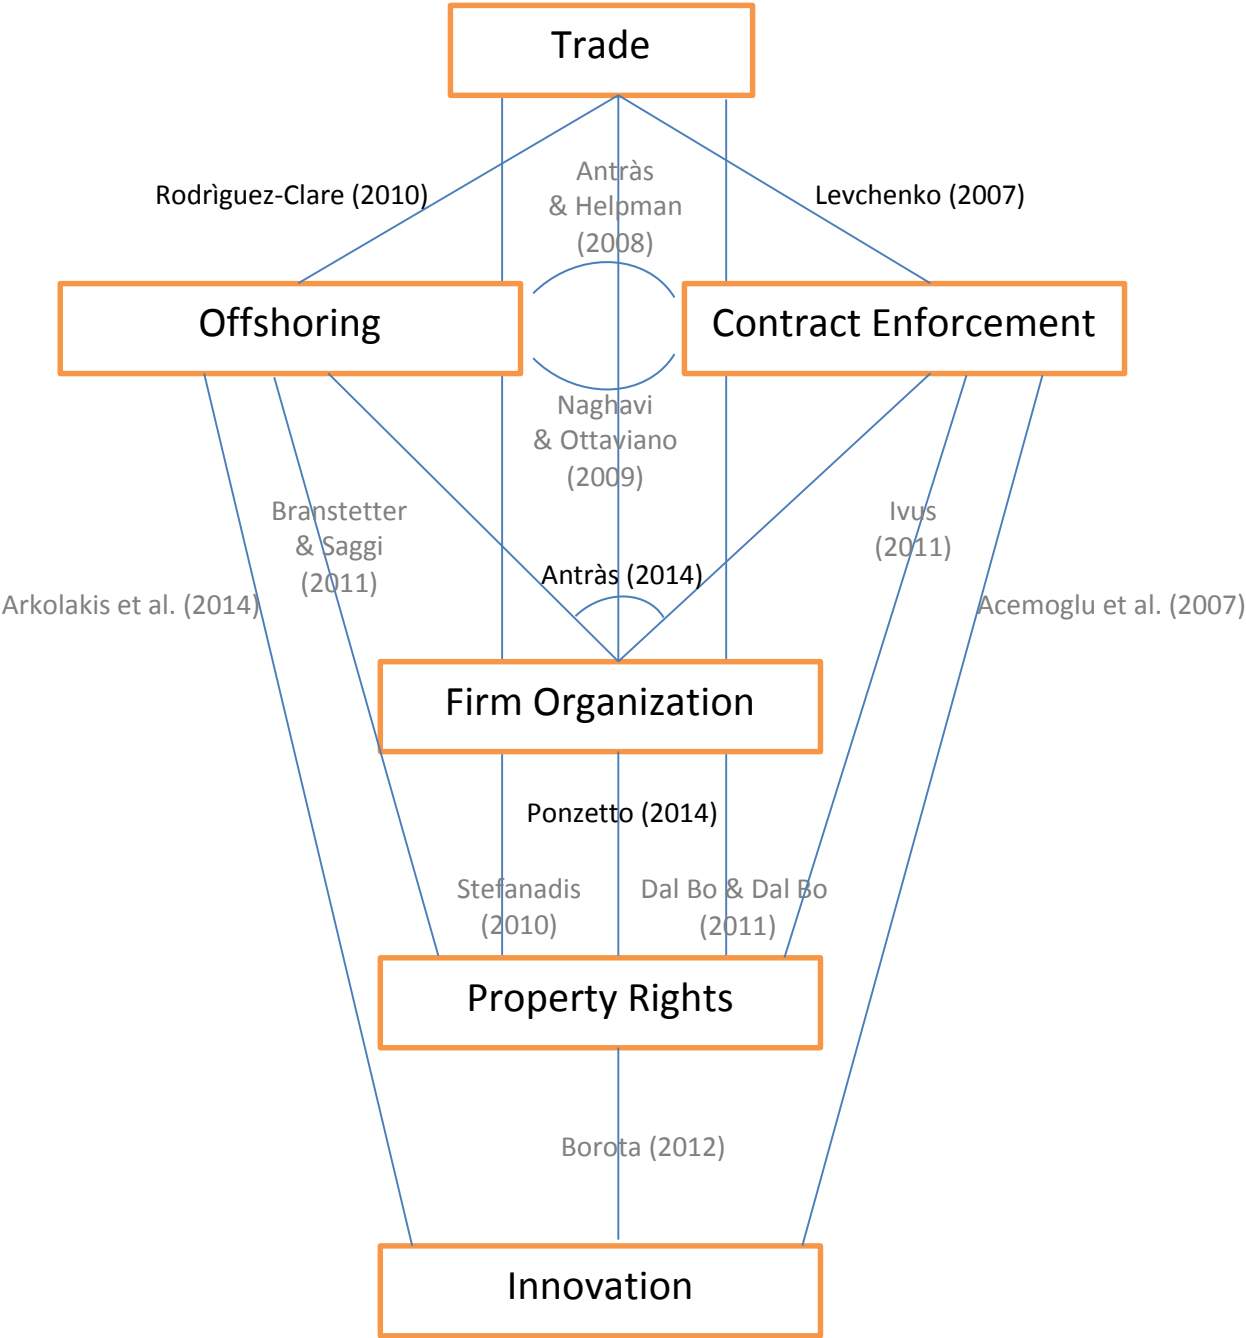 Trade
Antràs
& Helpman
(2008)
Rodrìguez-Clare (2010)
Levchenko (2007)
Offshoring
Contract Enforcement
Naghavi
& Ottaviano
(2009)
Branstetter
& Saggi
(2011)
Ivus
(2011)
Antràs (2014)
Arkolakis et al. (2014)
Acemoglu et al. (2007)
Firm Organization
Ponzetto (2014)
Stefanadis
(2010)
Dal Bo & Dal Bo
(2011)
Property Rights
Borota (2012)
Innovation